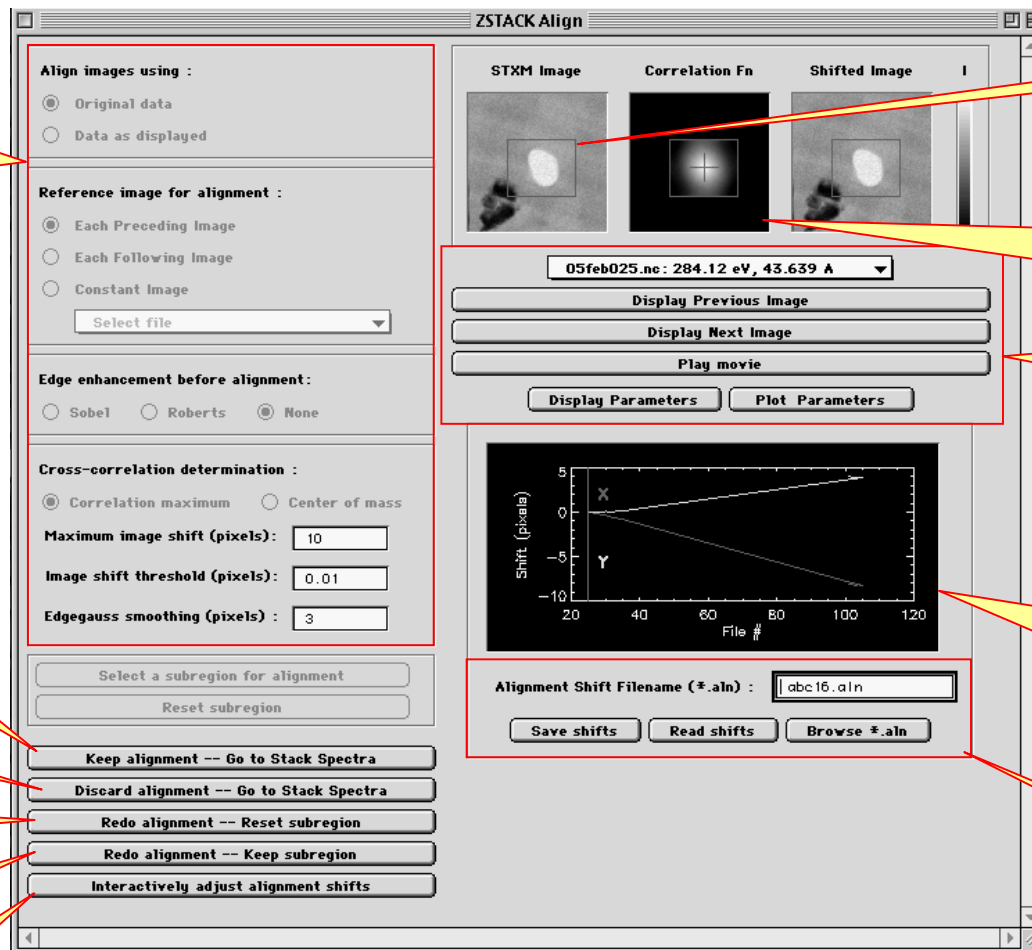 ZSTACK Align
Align images using :
Original data
Data as displayed
Reference image for alignment :
Each Preceding Image
Each Following Image
Constant Image
Select file
Edge enhancement before alignment:
Sobel Roberts None
Cross-correlation determination :
Correlation maximum Center of mass
Maximum image shift (pixels): 10
Image shift threshold (pixels): 0.01
Edgegauss smoothing (pixels) : 3
Select a subregion for alignment
Reset subregion
Keep alignment -- Go to Stack Spectra
Discard alignment -- Go to Stack Spectra
Redo alignment -- Reset subregion
Redo alignment -- Keep subregion
Interactively adjust alignment shifts
STXM Image Correlation Fn Shifted Image I
05feb025.nc: 284.12 eV, 43.639 A
Display Previous Image
Display Next Image
Play movie
Display Parameters Plot Parameters
Shift (pixels)
5
0
-5
-10
X
Y
20 40 60 80 100 120
File #
Alignment Shift Filename (*.aln) : abc16.aln
Save shifts Read shifts Browse *.aln